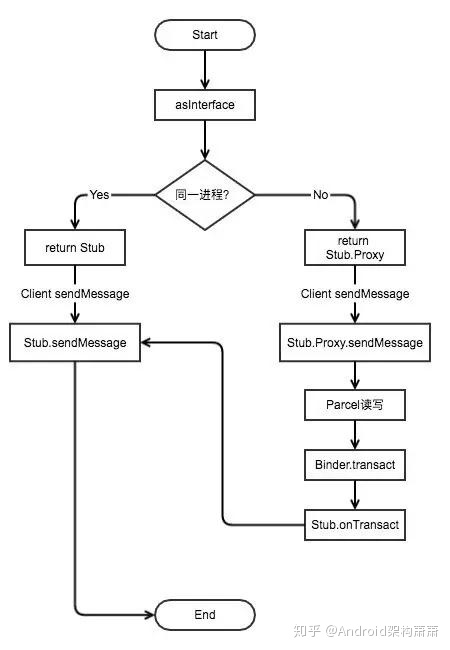 Start
asInterface
同一进程?
Yes
No
return Stub
return
Stub.Proxy
Client sendMessage
Client sendMessage
Stub.sendMessage
Stub.Proxy.sendMessage
Parcel读写
Binder.transact
Stub.onTransact
End
知乎 @Android架构萧萧